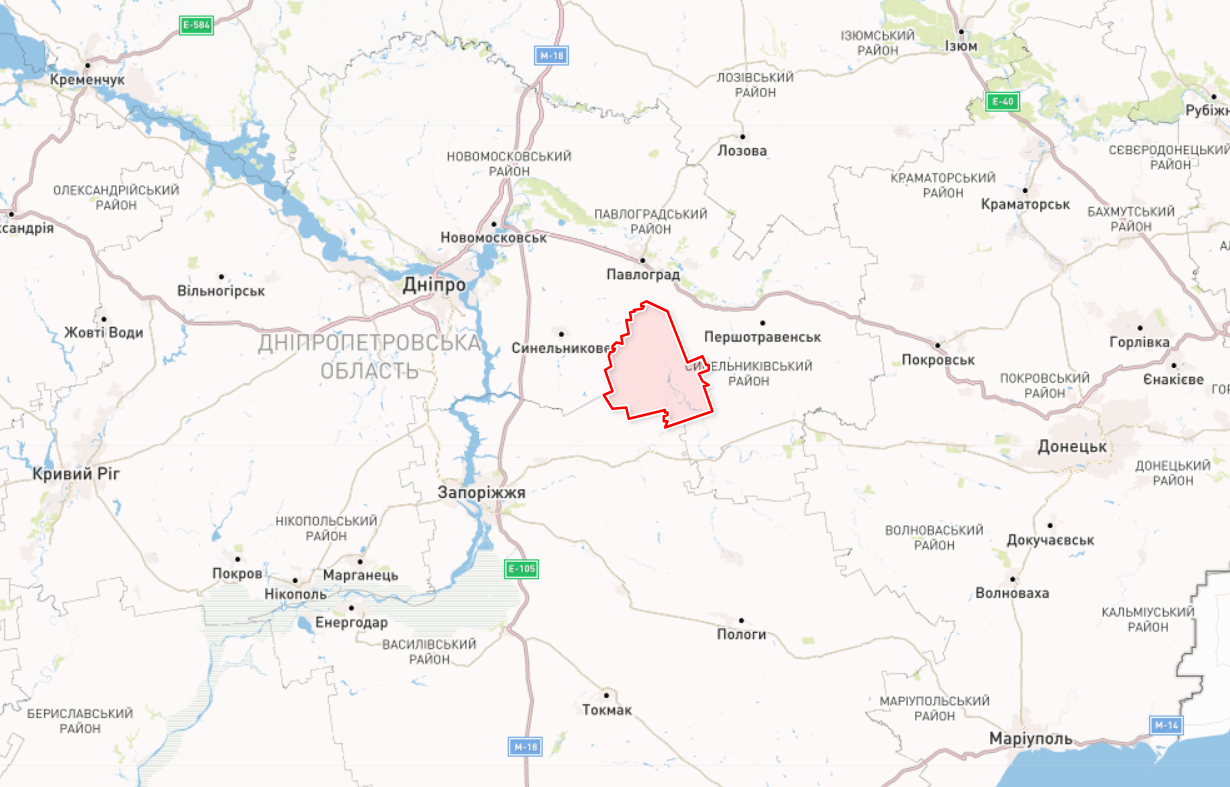 E-584
ІЗЮМСЬКИЙ
РАЙОН
Ізюм
M-18
Кременчук
ЛОЗІВСЬКИЙ
РАЙОН
E-40
Рубіжн
Лозова
СЄВЄРОДОНЕЦЬКИЙ
РАЙОН
НОВОМОСКОВСЬКИЙ
РАЙОН
КРАМАТОРСЬКИЙ
РАЙОН
ОЛЕКСАНДРІЙСЬКИЙ
РАЙОН
Краматорськ
БАХМУТСЬКИЙ
РАЙОН
ПАВЛОГРАДСЬКИЙ
РАЙОН
ксандрія
Новомосковськ
АЛ
Павлоград
Дніпро
Вільногірськ
Жовті Води
Першотравенськ
ДНІПРОПЕТРОВСЬКА
ОБЛАСТЬ
Синельникове
Горлівка
Покровськ
СИНЕЛЬНИКІВСЬКИЙ
РАЙОН
ПОКРОВСЬКИЙ
РАЙОН
Єнакієве
ГОР
Донецьк
Кривий Ріг
ДОНЕЦЬКИЙ
РАЙОН
Запоріжжя
НІКОПОЛЬСЬКИЙ
РАЙОН
ВОЛНОВАСЬКИЙ
РАЙОН
Докучаєвськ
Покров
Марганець
E-105
Нікополь
Волноваха
Енергодар
КАЛЬМІУСЬКИЙ
РАЙОН
Пологи
ВАСИЛІВСЬКИЙ
РАЙОН
Токмак
МАРІУПОЛЬСЬКИЙ
РАЙОН
БЕРИСЛАВСЬКИЙ
РАЙОН
M-14
Маріуполь
M-18